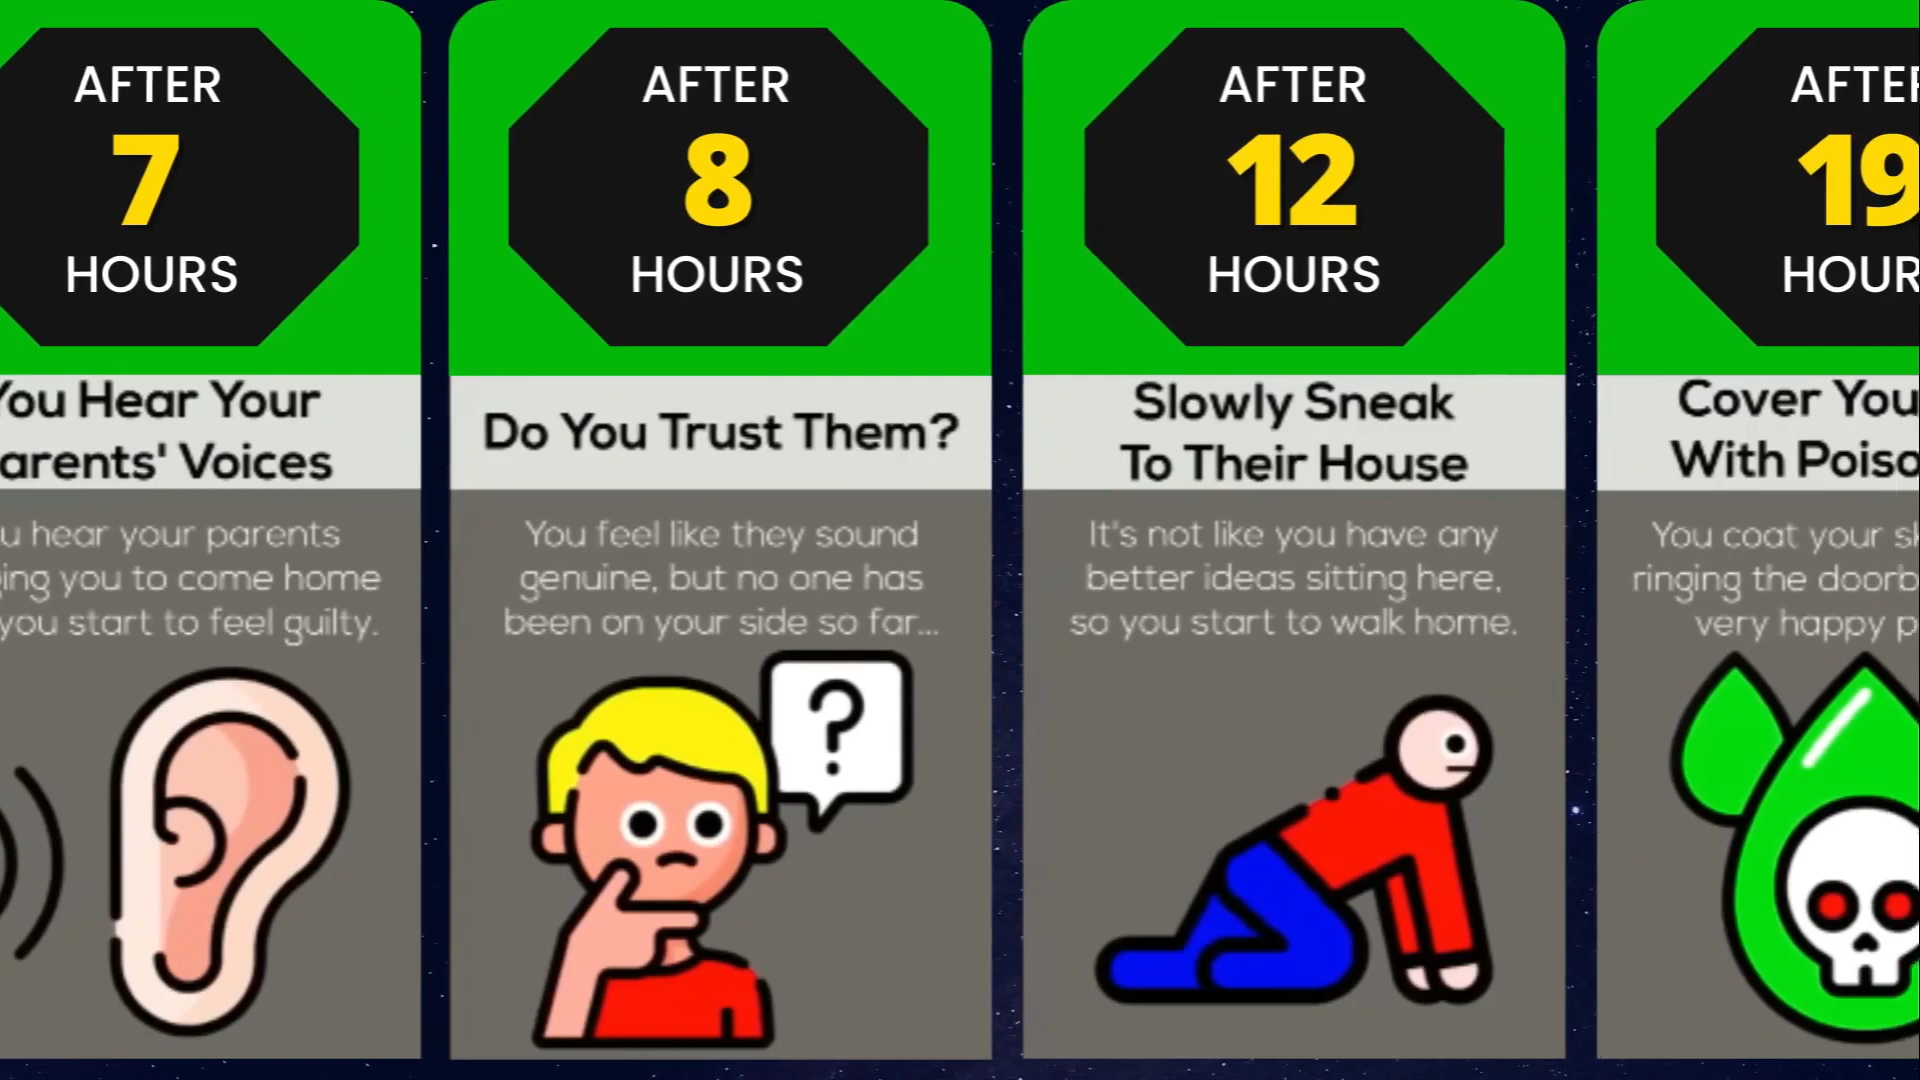 AFTER
7
HOURS
You Hear Your
arents' Voices
u hear your parents
ing you to come home
you start to feel guilty.
AFTER
8
HOURS
Do You Trust Them?
You feel like they sound
genuine, but no one has
been on your side so far...
?
AFTER
12
HOURS
Slowly Sneak
To Their House
It's not like you have any
better ideas sitting here,
so you start to walk home.
AFTER
19
HOUR
Cover You
With Poiso
You coat your sk
ringing the doorb
very happy p